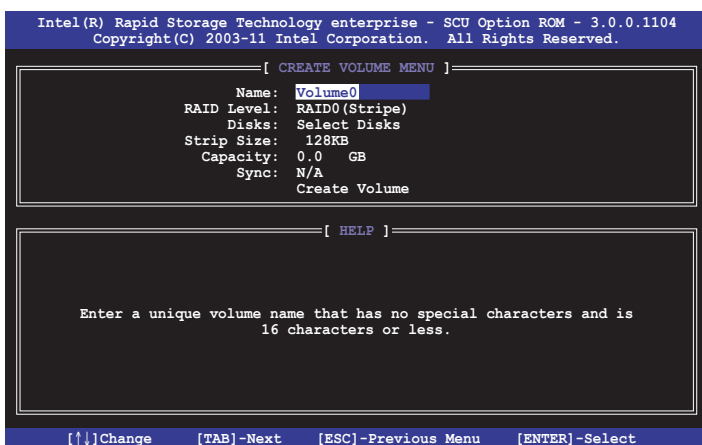 Intel(R) Rapid Storage Technology enterprise - SCU Option ROM - 3.0.0.1104
Copyright(C) 2003-11 Intel Corporation.  All Rights Reserved.
[ CREATE VOLUME MENU ]
Name: Volume0
RAID Level: RAID0(Stripe)
Disks: Select Disks
Strip Size: 128KB
Capacity: 0.0 GB
Sync: N/A
Create Volume
[ HELP ]
Enter a unique volume name that has no special characters and is
16 characters or less.
[↑↓]Change [TAB]-Next [ESC]-Previous Menu [ENTER]-Select